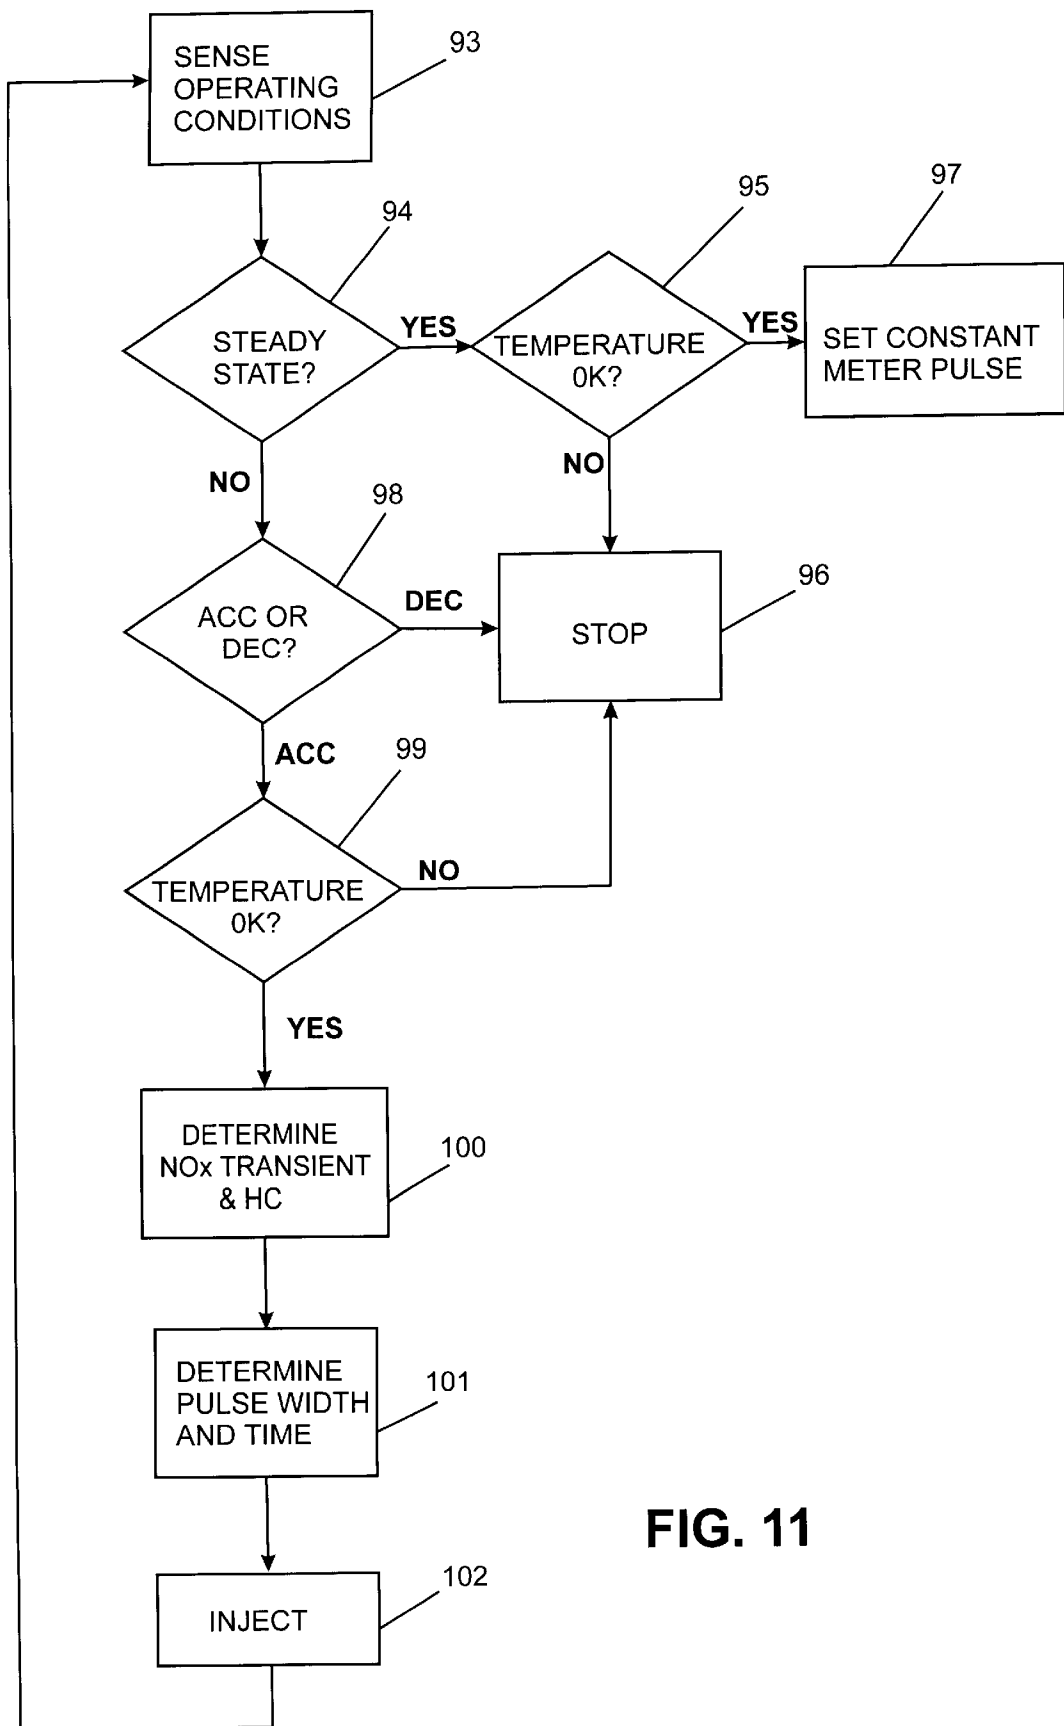 SENSE
OPERATING
CONDITIONS
93
94
95
97
STEADY
STATE?
YES
TEMPERATURE
0K?
YES
SET CONSTANT
METER PULSE
NO
NO
98
ACC OR
DEC?
DEC
STOP
96
ACC
99
TEMPERATURE
0K?
NO
YES
DETERMINE
NOx TRANSIENT
& HC
100
DETERMINE
PULSE WIDTH
AND TIME
101
INJECT
102
FIG. 11